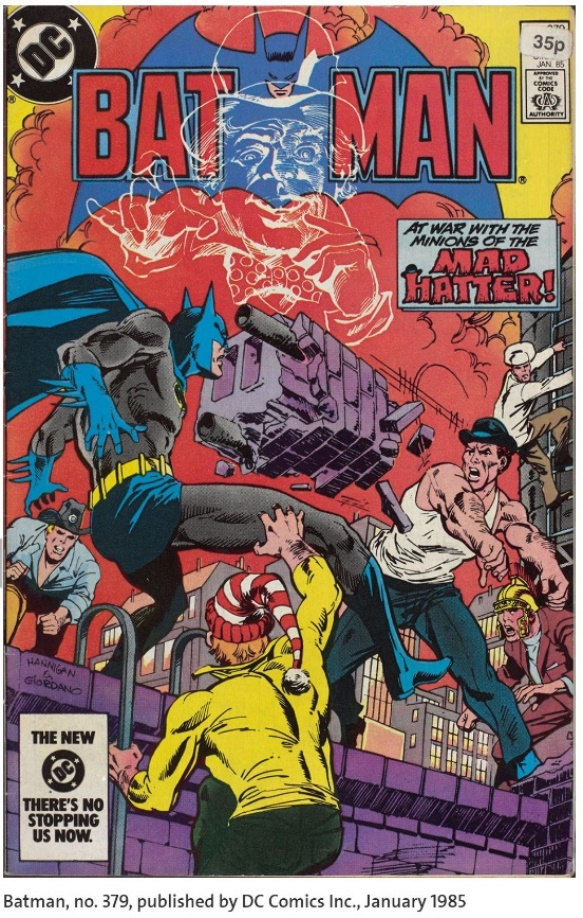 DC
35p
JAN. 85
APPROVED
BY THE
COMICS
CODE
AUTHORITY
BATMAN
®
®
AT WAR WITH THE
MINIONS OF THE
MAD
HATTER!
HANNIGAN
&
GIORDANO
THE NEW
DC
THERE'S NO
STOPPING
US NOW.
Batman, no. 379, published by DC Comics Inc., January 1985